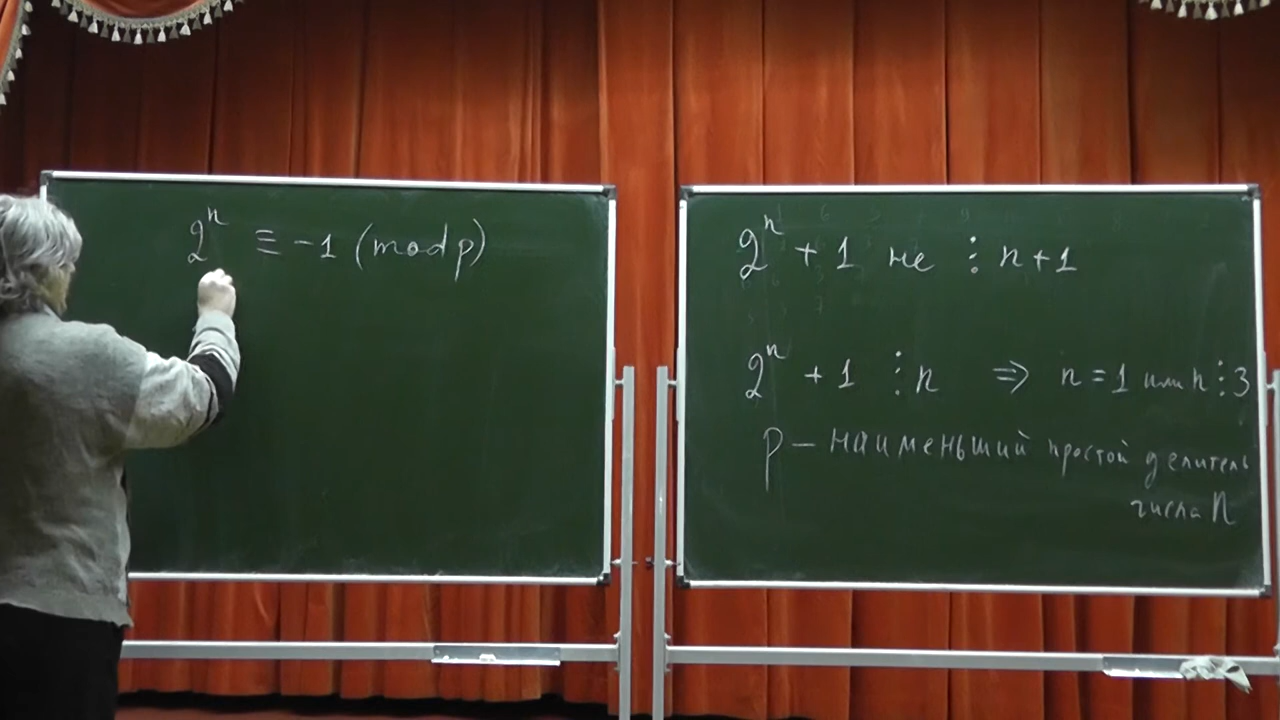 2ⁿ ≡ -1 (mod p)
2ⁿ + 1 не ⋮ n+1
2ⁿ + 1 ⋮ n ⇒ n = 1 или n ⋮ 3
p – наименьший простой делитель
числа n